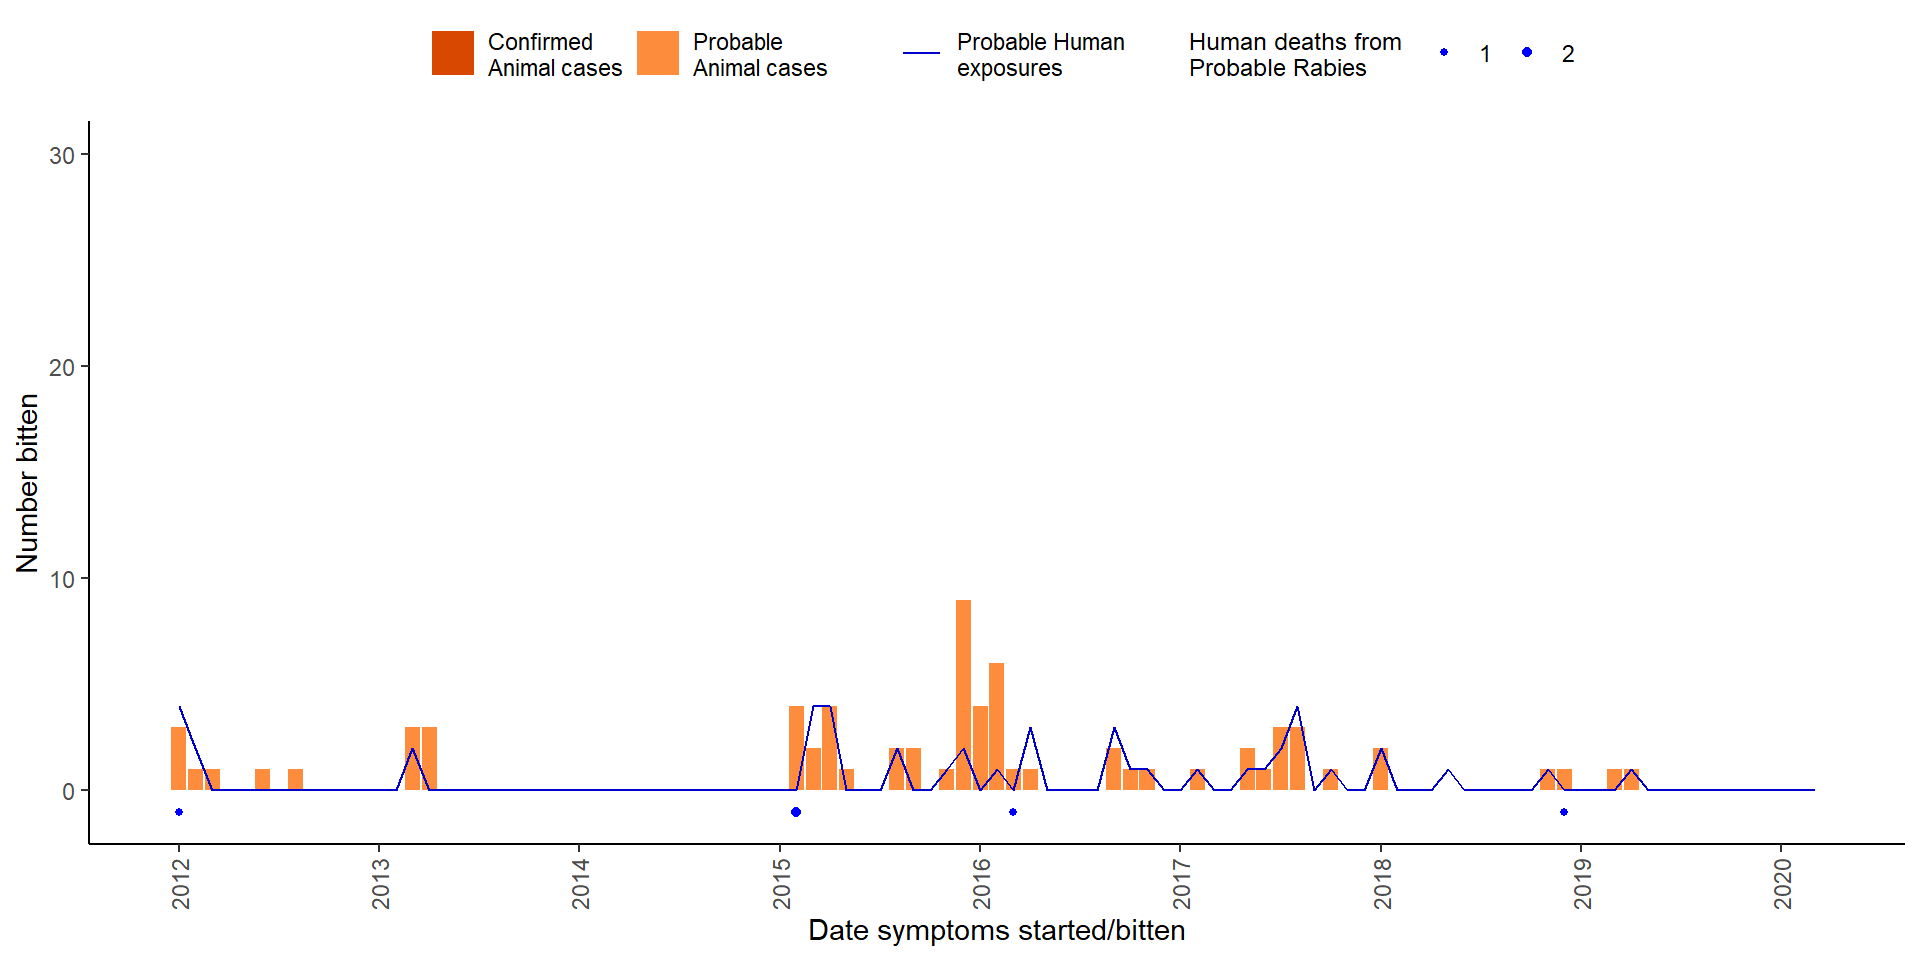 Confirmed
Animal cases
Probable
Animal cases
Probable Human
exposures
Human deaths from
Probable Rabies
1
2
30
20
10
0
Number bitten
2012
2013
2014
2015
2016
2017
2018
2019
2020
Date symptoms started/bitten